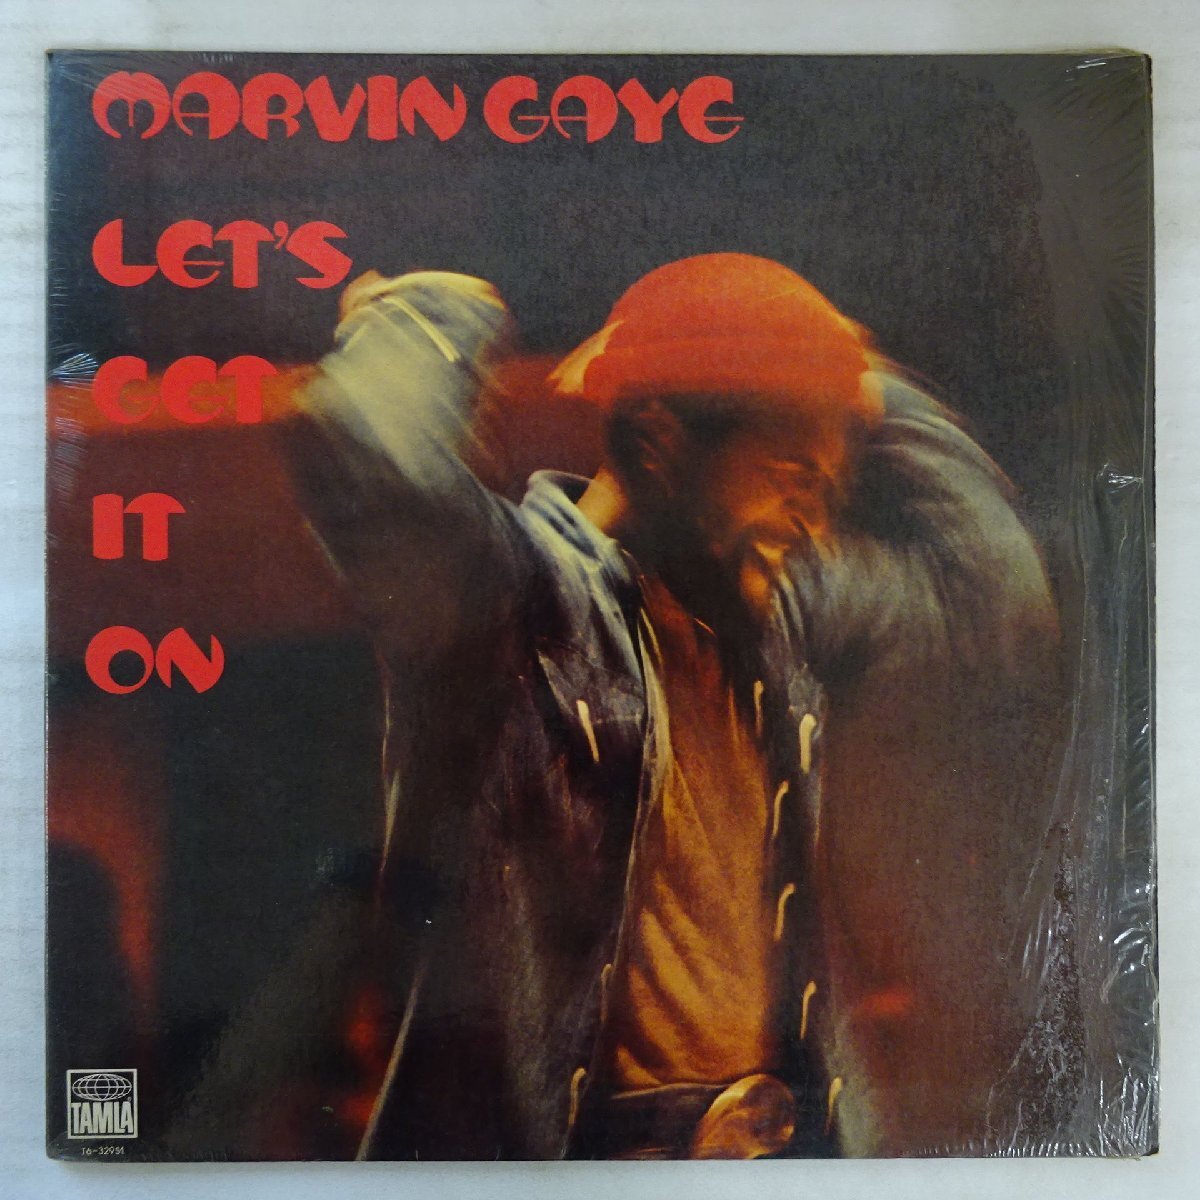 MARVIN GAYE
LET'S
GET
IT
ON
TAMLA®
T6-329S1